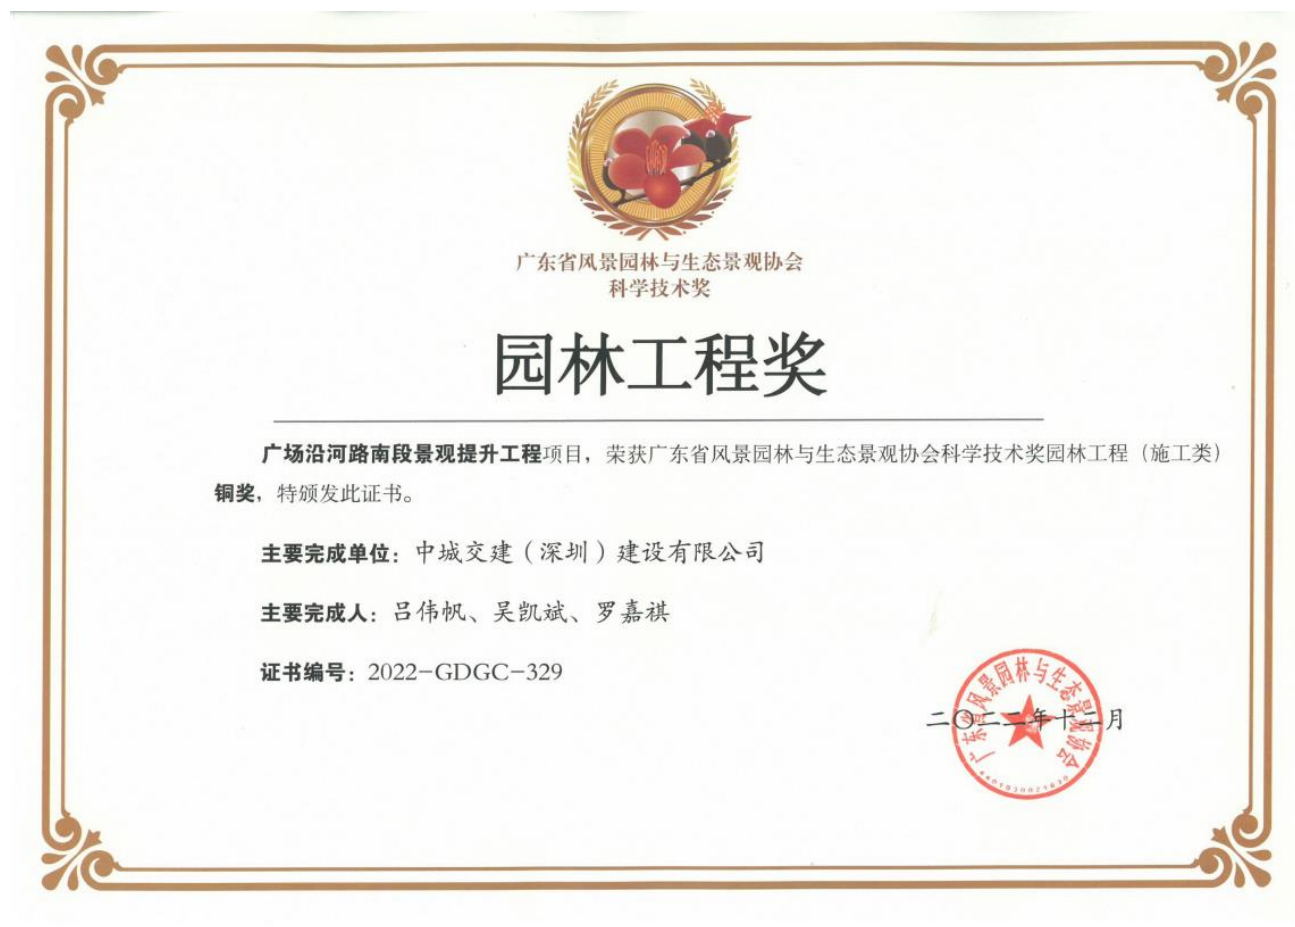 广东省风景园林与生态景观协会
科学技术奖
园林工程奖
广场沿河路南段景观提升工程项目，荣获广东省风景园林与生态景观协会科学技术奖园林工程（施工类）
铜奖，特颁发此证书。
主要完成单位：中城交建（深圳）建设有限公司
主要完成人：吕伟帆、吴凯斌、罗嘉祺
证书编号：2022-GDGC-329
广东省风景园林与生态景观协会
二〇二二年十二月